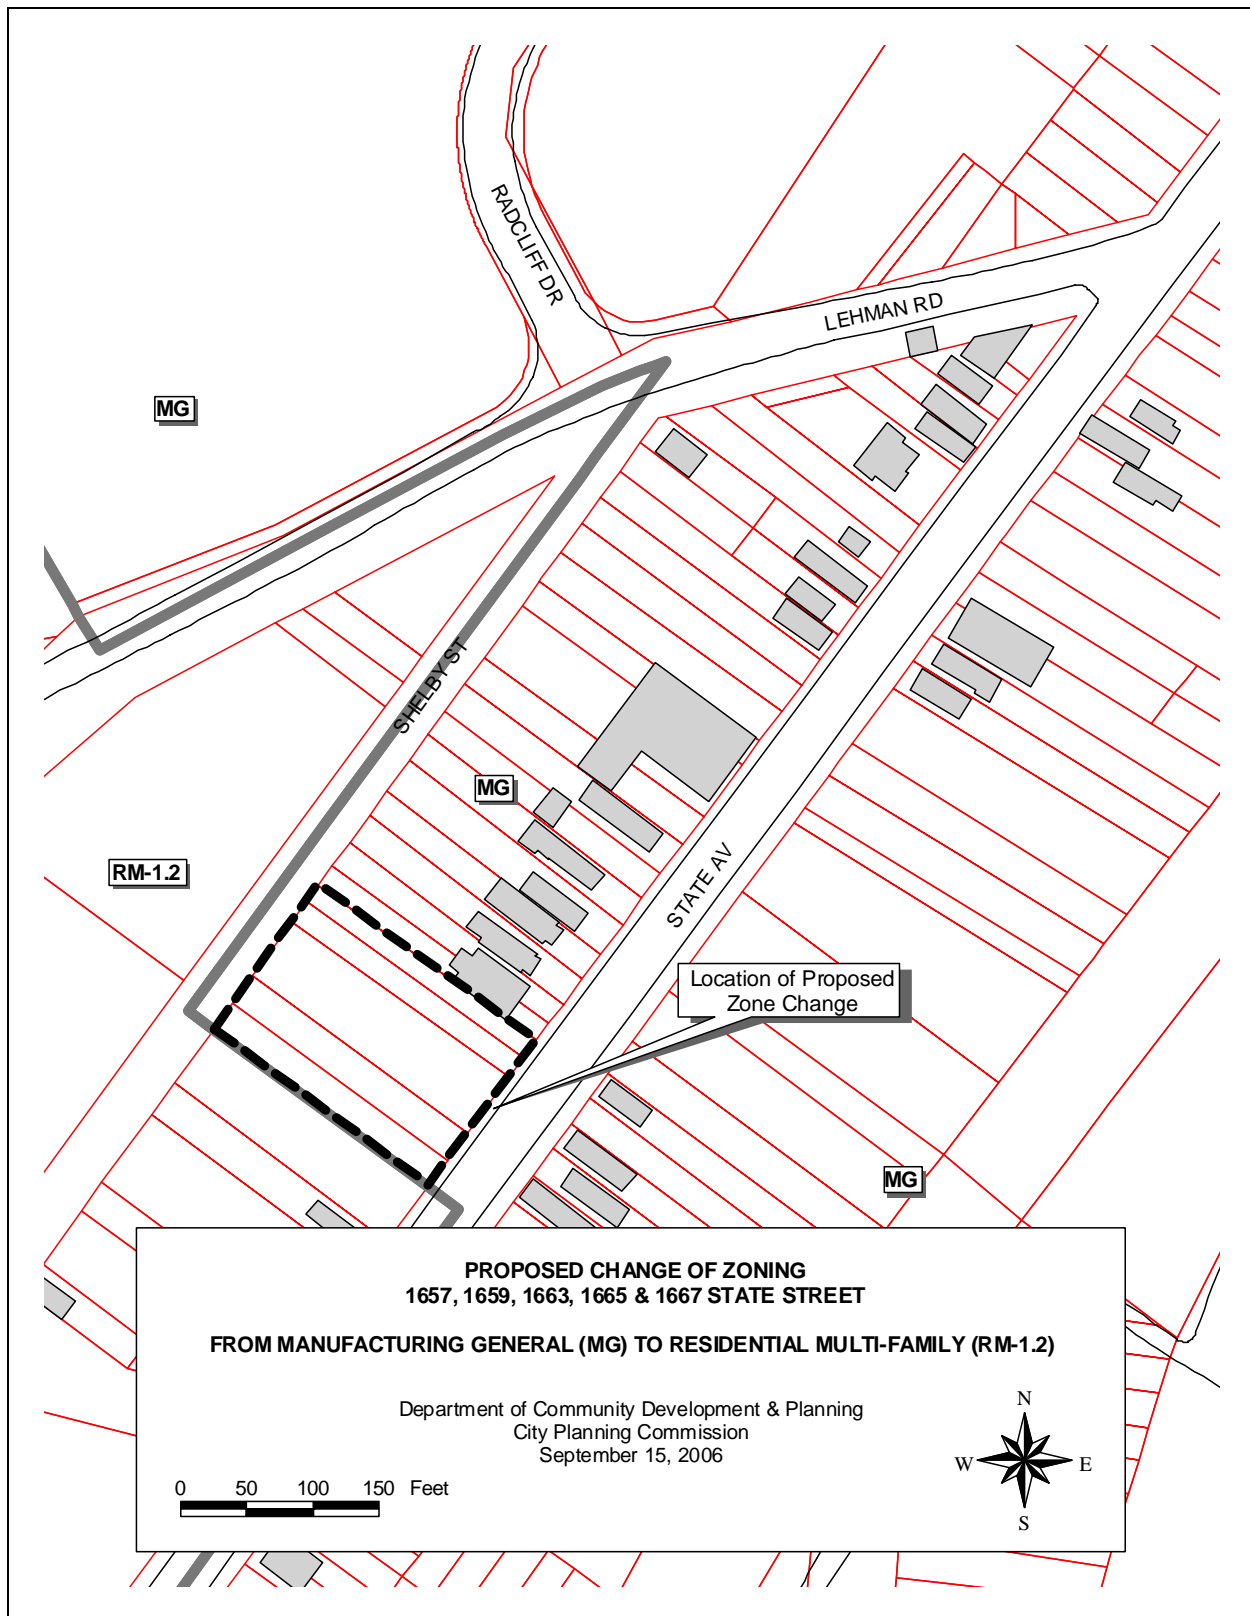 RADCLIFF DR
LEHMAN RD
MG
SHELBY ST
MG
STATE AV
RM-1.2
Location of Proposed
Zone Change
MG
PROPOSED CHANGE OF ZONING
1657, 1659, 1663, 1665 & 1667 STATE STREET
FROM MANUFACTURING GENERAL (MG) TO RESIDENTIAL MULTI-FAMILY (RM-1.2)
Department of Community Development & Planning
City Planning Commission
September 15, 2006
N
W E
S
0 50 100 150 Feet